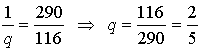 1/q = 290/116 ⇒ q = 116/290 = 2/5